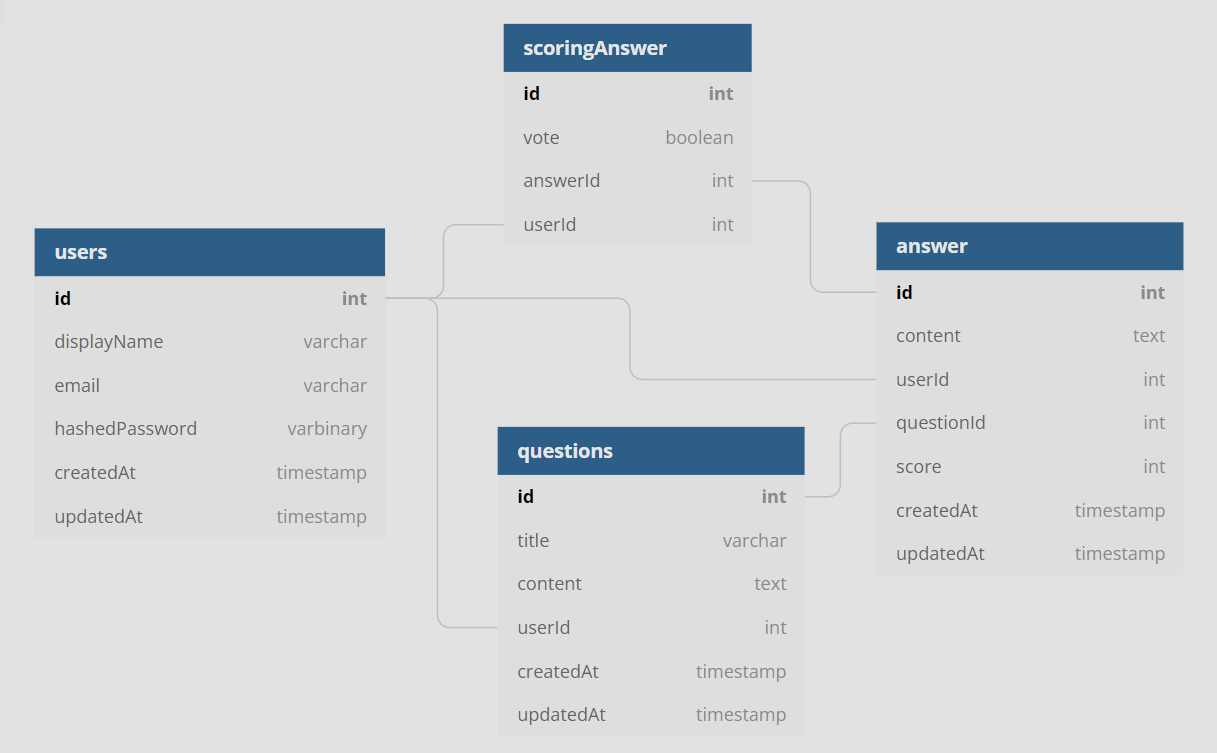 scoringAnswer
id int
vote boolean
answerId int
userId int
users
id int
displayName varchar
email varchar
hashedPassword varbinary
createdAt timestamp
updatedAt timestamp
answer
id int
content text
userId int
questionId int
score int
createdAt timestamp
updatedAt timestamp
questions
id int
title varchar
content text
userId int
createdAt timestamp
updatedAt timestamp